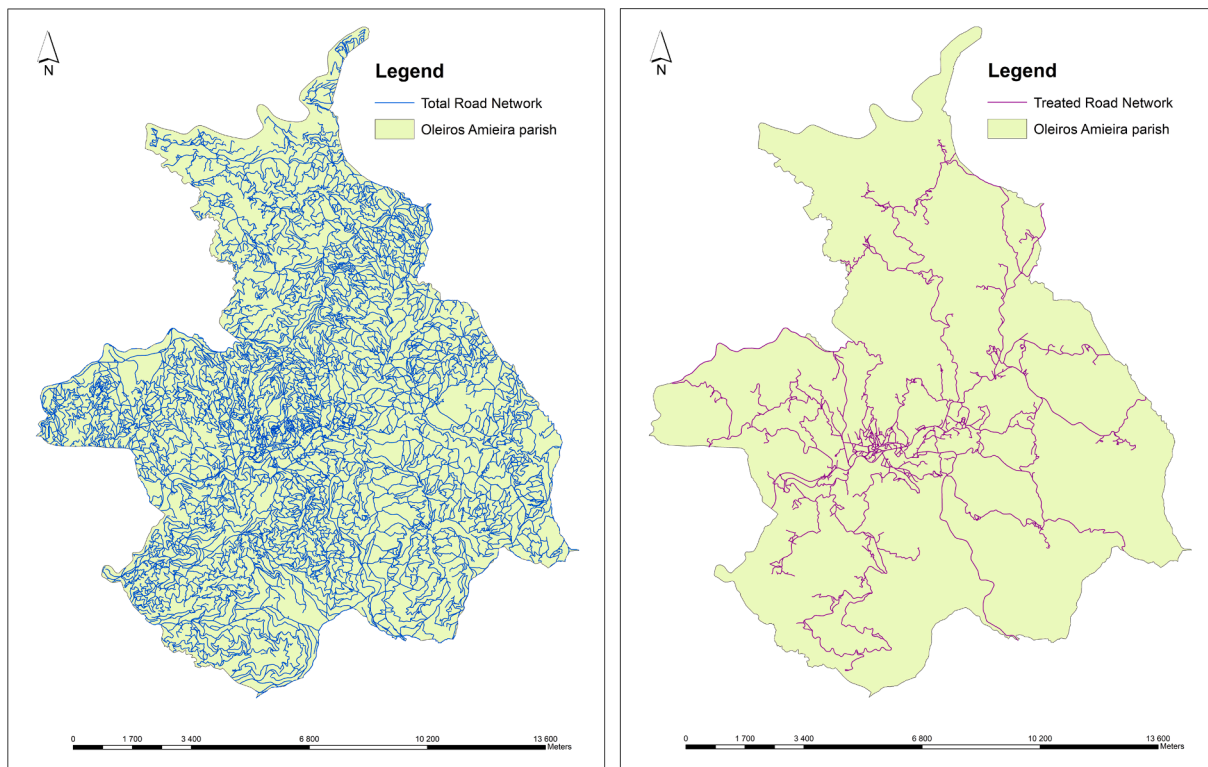 N
Legend
Total Road Network
Oleiros Amieira parish
0 1 700 3 400 6 800 10 200 13 600
Meters
N
Legend
Treated Road Network
Oleiros Amieira parish
0 1 700 3 400 6 800 10 200 13 600
Meters